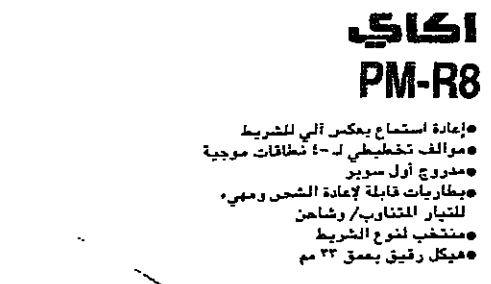 اكاي
PM-R8
●إعادة استماع بعكس آلي للشريط
●موالف تخطيطي لـ -٤ نطاقات موجية
●مدروج أول سوبر
●بطاريات قابلة لإعادة الشحن ومهيء
للتيار المتناوب/ وشاحن
●منتخب لنوع الشريط
●هيكل رقيق بعمق ٣٣ مم